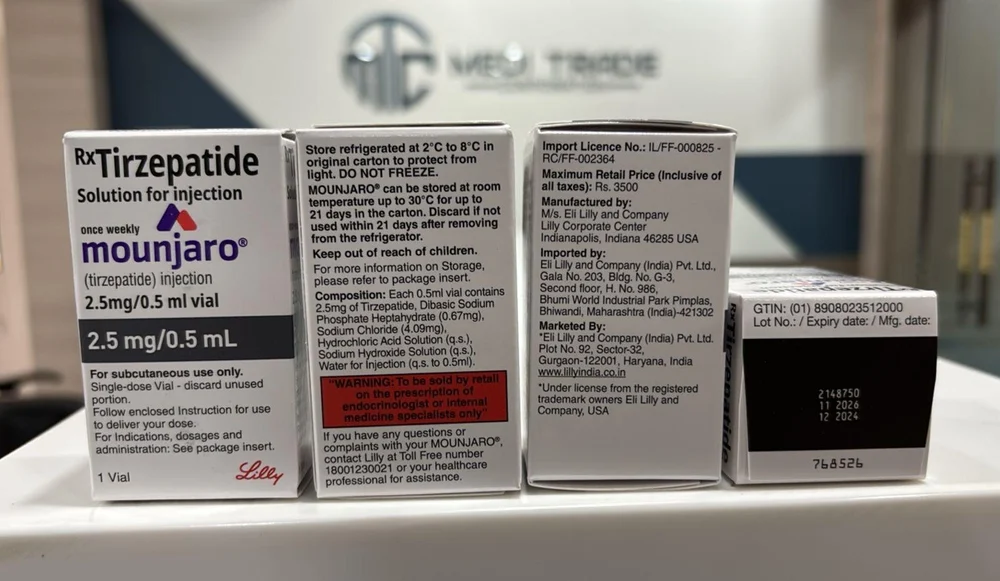 MTC
MEDI TRADE
CORPORATION
RxTirzepatide
Solution for injection
once weekly
mounjaro®
(tirzepatide) injection
2.5mg/0.5 ml vial
2.5 mg/0.5 mL
For subcutaneous use only.
Single-dose Vial - discard unused
portion.
Follow enclosed Instruction for use
to deliver your dose.
For Indications, dosages and
administration: See package insert.
1 Vial
Lilly
Store refrigerated at 2°C to 8°C in
original carton to protect from
light. DO NOT FREEZE.
MOUNJARO® can be stored at room
temperature up to 30°C for up to
21 days in the carton. Discard if not
used within 21 days after removing
from the refrigerator.
Keep out of reach of children.
For more information on Storage,
please refer to package insert.
Composition: Each 0.5ml vial contains
2.5mg of Tirzepatide, Dibasic Sodium
Phosphate Heptahydrate (0.67mg),
Sodium Chloride (4.09mg),
Hydrochloric Acid Solution (q.s.),
Sodium Hydroxide Solution (q.s.),
Water for Injection (q.s. to 0.5ml).
"WARNING: To be sold by retail
on the prescription of
endocrinologist or internal
medicine specialists only"
If you have any questions or
complaints with your MOUNJARO®,
contact Lilly at Toll Free number
18001230021 or your healthcare
professional for assistance.
Import Licence No.: IL/FF-000825 -
RC/FF-002364
Maximum Retail Price (Inclusive of
all taxes): Rs. 3500
Manufactured by:
M/s. Eli Lilly and Company
Lilly Corporate Center
Indianapolis, Indiana 46285 USA
Imported by:
Eli Lilly and Company (India) Pvt. Ltd.,
Gala No. 203, Bldg. No. G-3,
Second floor, H. No. 986,
Bhumi World Industrial Park Pimplas,
Bhiwandi, Maharashtra (India)-421302
Marketed By:
*Eli Lilly and Company (India) Pvt. Ltd.
Plot No. 92, Sector-32,
Gurgaon-122001, Haryana, India
www.lillyindia.co.in
*Under license from the registered
trademark owners Eli Lilly and
Company, USA
RxTirzepatide
GTIN: (01) 8908023512000
Lot No.: / Expiry date: / Mfg. date:
2148750
11 2026
12 2024
768526